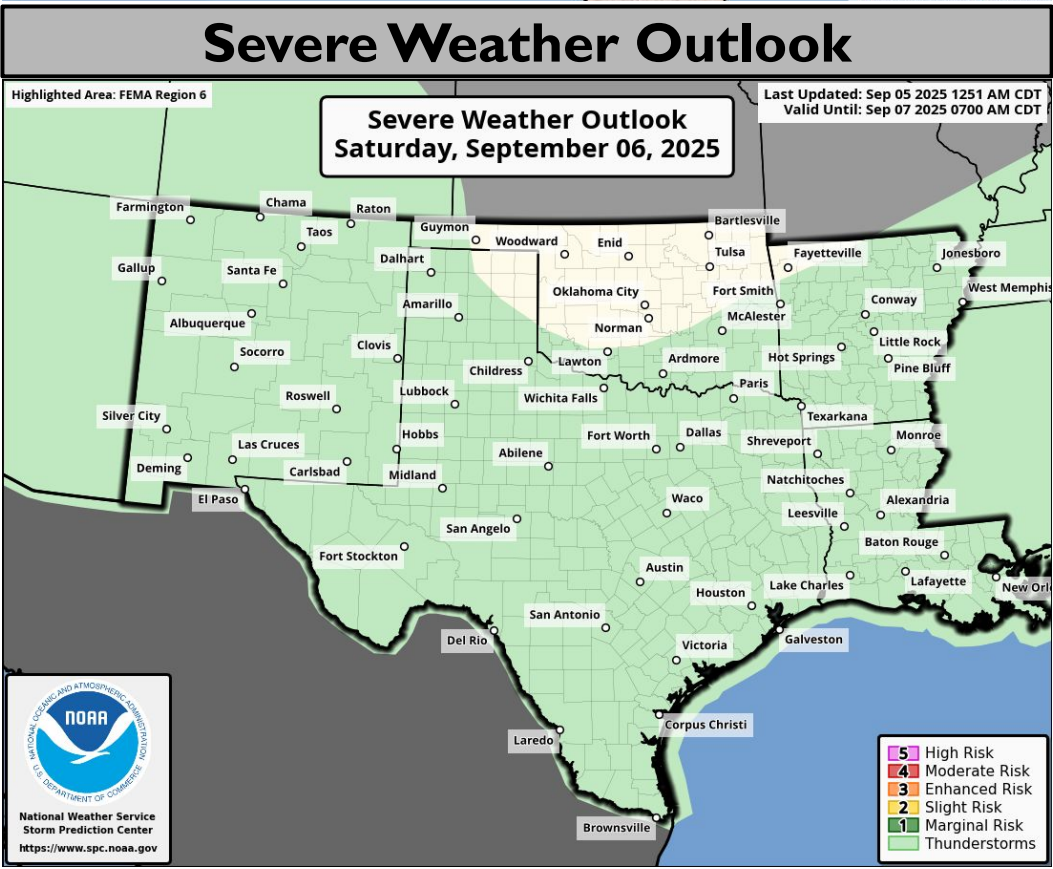 Severe Weather Outlook
Highlighted Area: FEMA Region 6
Last Updated: Sep 05 2025 1251 AM CDT
Valid Until: Sep 07 2025 0700 AM CDT
Severe Weather Outlook
Saturday, September 06, 2025
Farmington
Chama
Raton
Taos
Guymon
Woodward
Enid
Bartlesville
Tulsa
Fayetteville
Jonesboro
Gallup
Santa Fe
Dalhart
Oklahoma City
Fort Smith
West Memphis
Amarillo
Conway
Albuquerque
Norman
McAlester
Socorro
Clovis
Childress
Lawton
Ardmore
Hot Springs
Little Rock
Pine Bluff
Roswell
Lubbock
Wichita Falls
Paris
Texarkana
Silver City
Las Cruces
Hobbs
Fort Worth
Dallas
Shreveport
Monroe
Deming
Carlsbad
Midland
Abilene
Natchitoches
El Paso
Waco
Leesville
Alexandria
San Angelo
Baton Rouge
Fort Stockton
Austin
Houston
Lake Charles
Lafayette
New Orl
San Antonio
Del Rio
Victoria
Galveston
Laredo
Corpus Christi
Brownsville
NATIONAL OCEANIC AND ATMOSPHERIC ADMINISTRATION
NOAA
U.S. DEPARTMENT OF COMMERCE
National Weather Service
Storm Prediction Center
https://www.spc.noaa.gov
5 High Risk
4 Moderate Risk
3 Enhanced Risk
2 Slight Risk
1 Marginal Risk
Thunderstorms